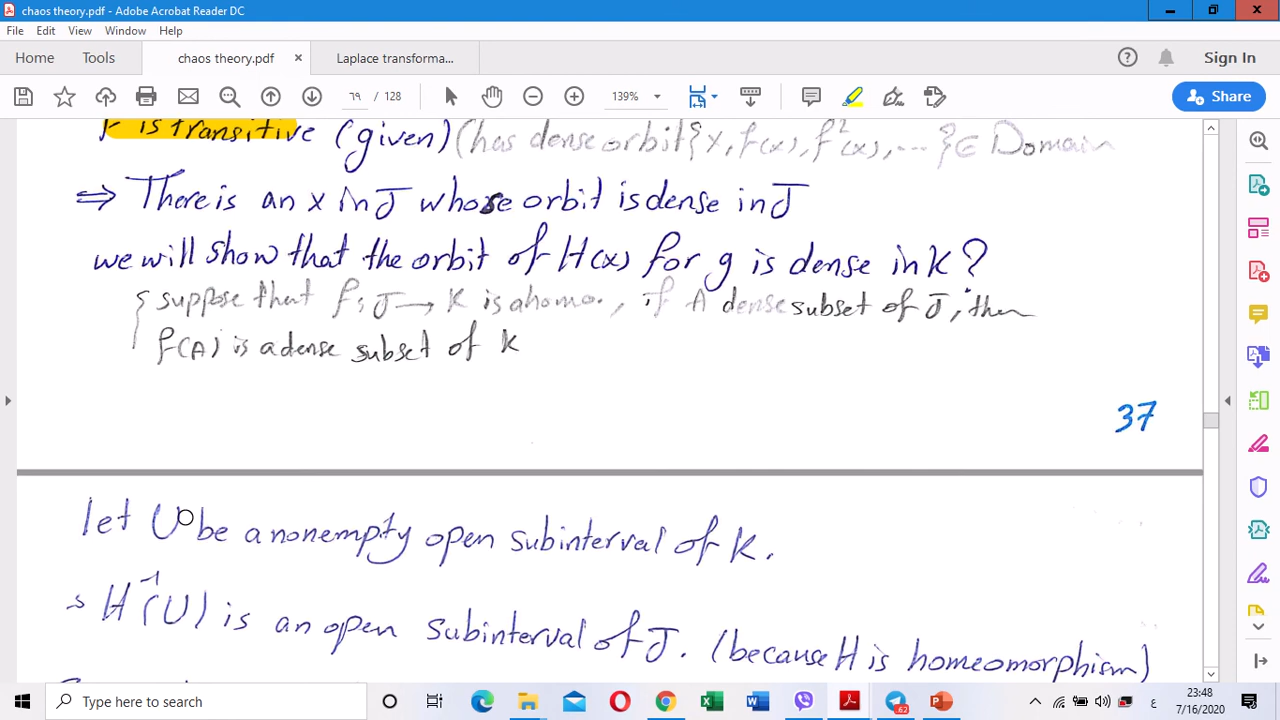 chaos theory.pdf - Adobe Acrobat Reader DC
File Edit View Window Help
Home Tools chaos theory.pdf × Laplace transforma... Sign In
٦٩ / 128 139% Share
f is transitive (given) (has dense orbit {x, f(x), f²(x), ... } ∈ Domain
⇒ There is an x in J whose orbit is dense in J
we will show that the orbit of H(x) for g is dense in K?
{ suppose that f: J → K is a homo., if A dense subset of J, then
f(A) is a dense subset of K
37
let U be a nonempty open subinterval of K.
⇒ H⁻¹(U) is an open subinterval of J. (because H is homeomorphism)
Type here to search
62
ع
23:48
7/16/2020